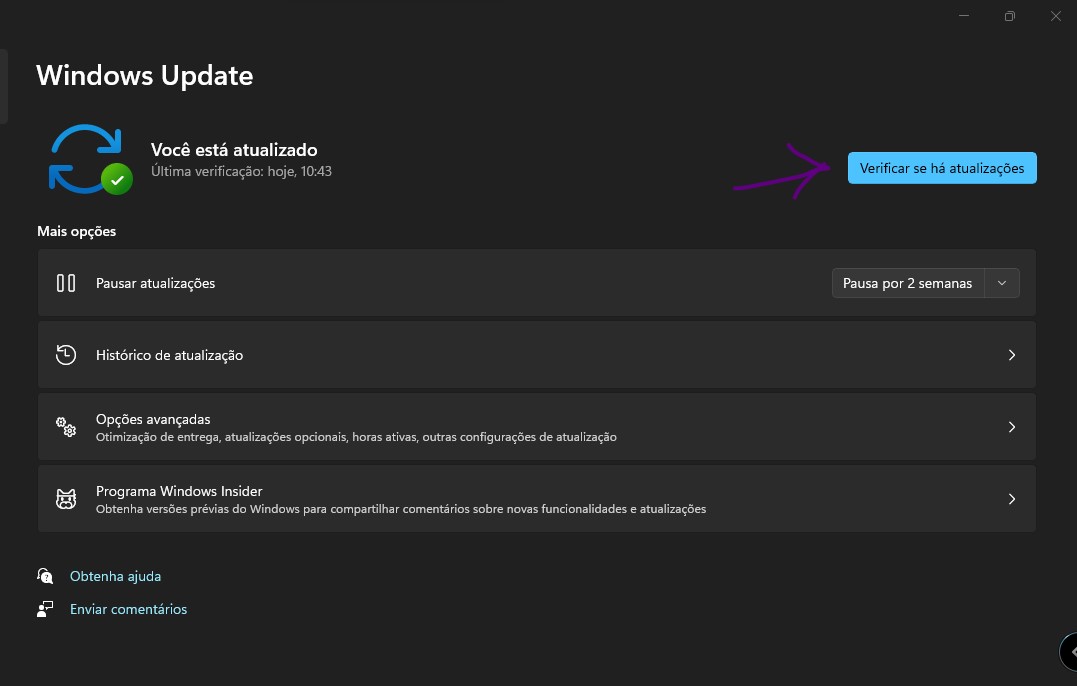 Windows Update
Você está atualizado
Última verificação: hoje, 10:43
Verificar se há atualizações
Mais opções
Pausar atualizações
Pausa por 2 semanas
Histórico de atualização
Opções avançadas
Otimização de entrega, atualizações opcionais, horas ativas, outras configurações de atualização
Programa Windows Insider
Obtenha versões prévias do Windows para compartilhar comentários sobre novas funcionalidades e atualizações
Obtenha ajuda
Enviar comentários